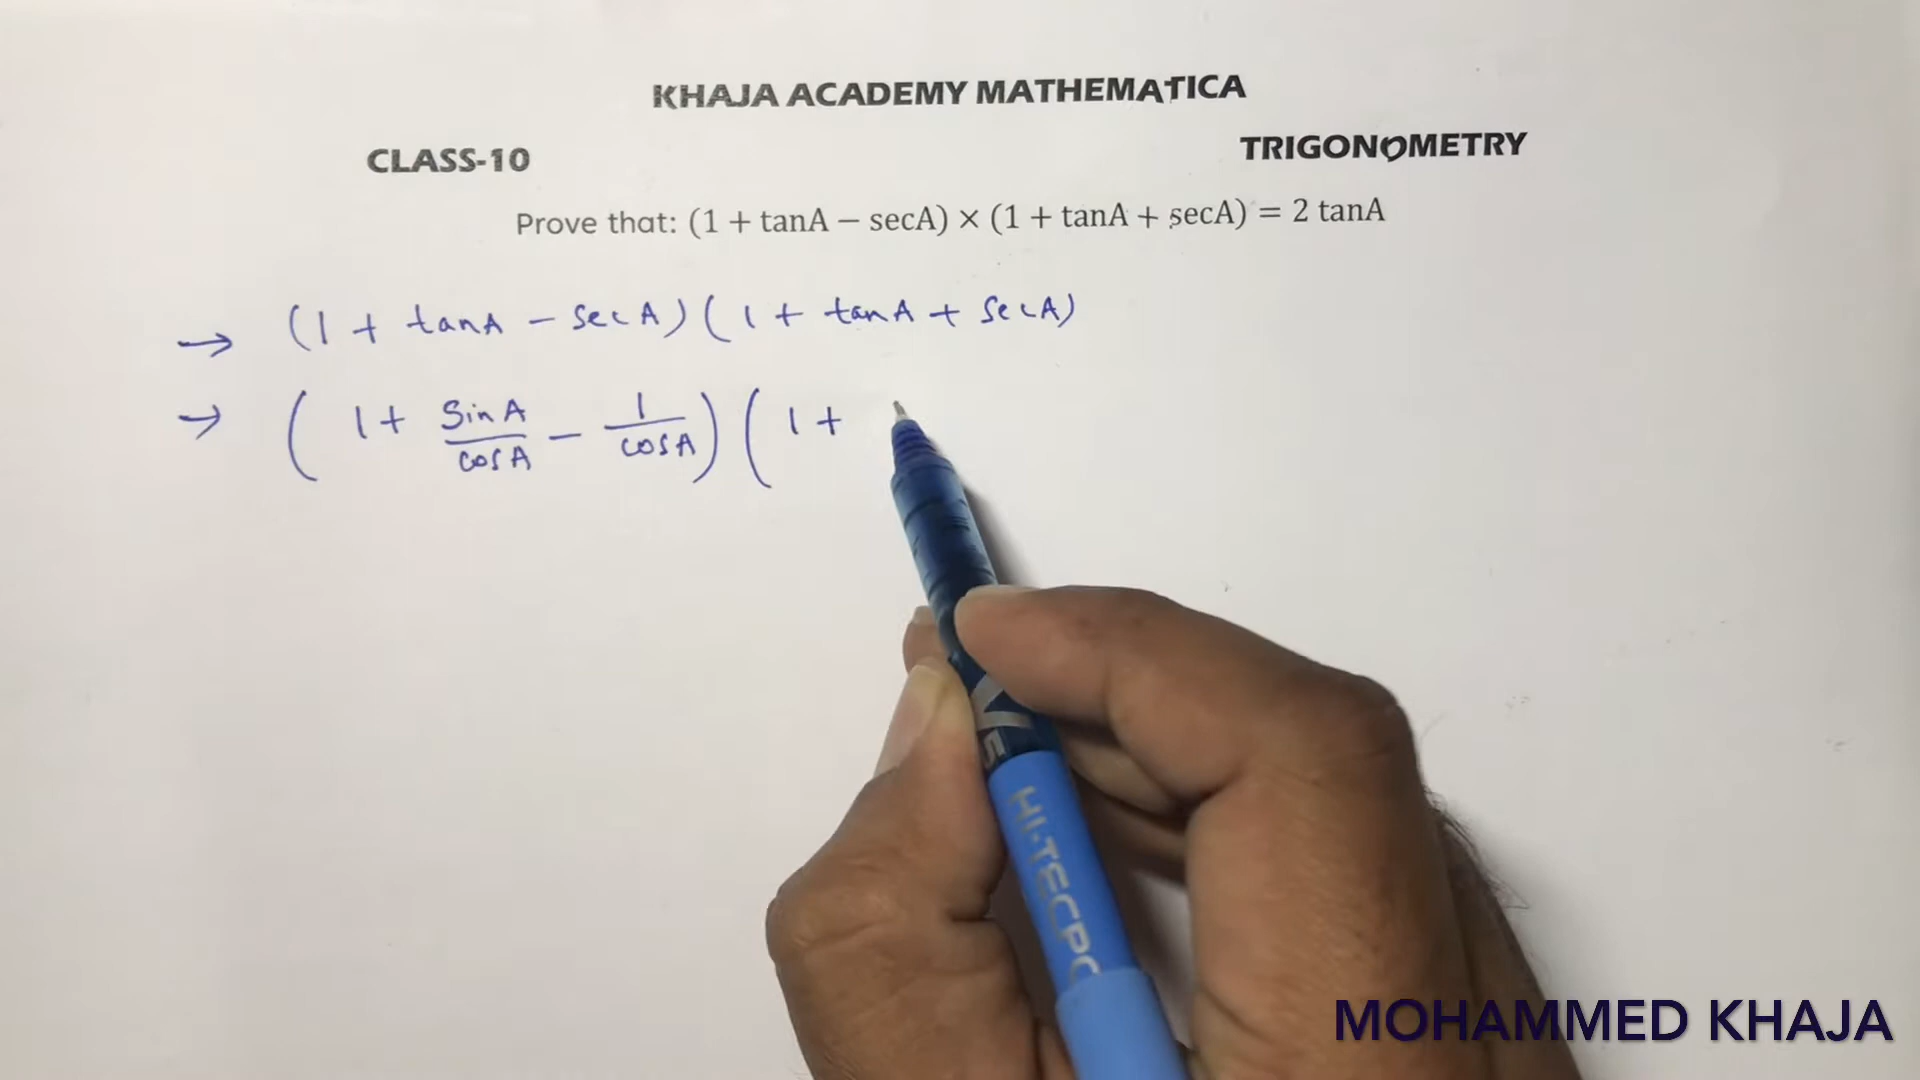 KHAJA ACADEMY MATHEMATICA
CLASS-10 TRIGONOMETRY
Prove that: (1 + tanA − secA) × (1 + tanA + secA) = 2 tanA
→ (1 + tanA − secA) (1 + tanA + secA)
→ ( 1 + SinA/cosA − 1/cosA ) ( 1 +
V5
HI-TECPO
MOHAMMED KHAJA